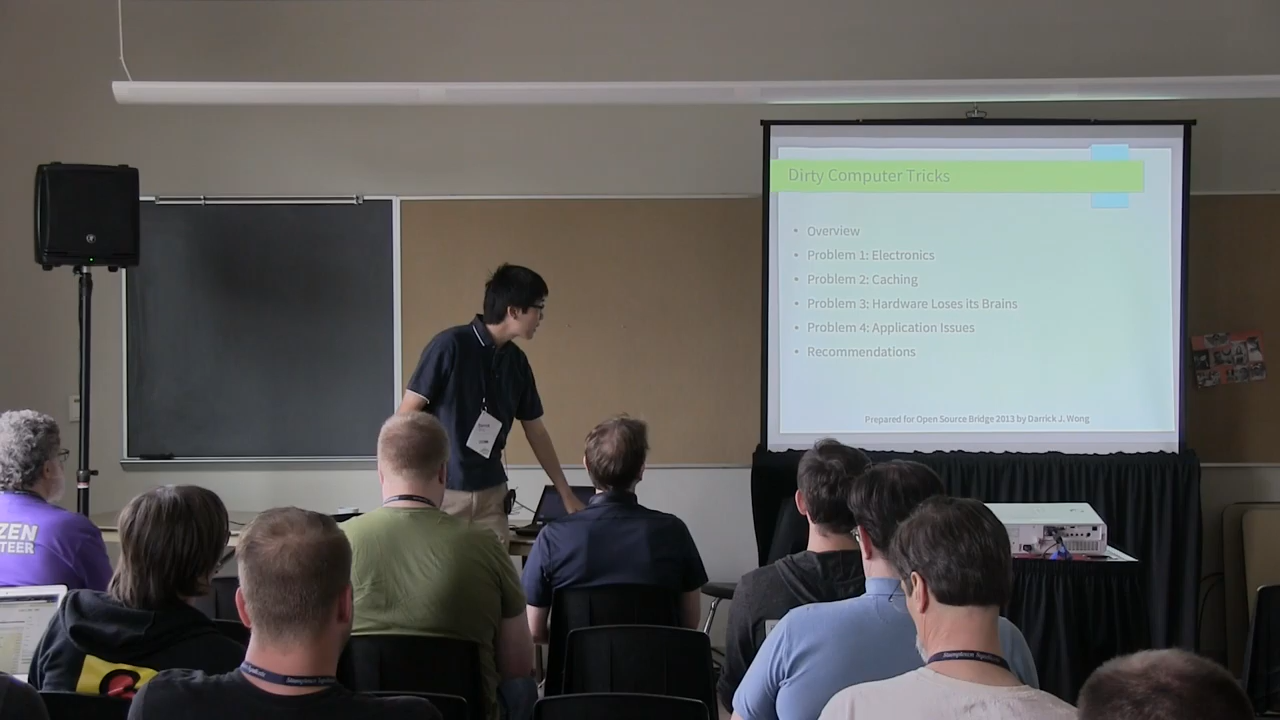 Dirty Computer Tricks
• Overview
• Problem 1: Electronics
• Problem 2: Caching
• Problem 3: Hardware Loses its Brains
• Problem 4: Application Issues
• Recommendations
Prepared for Open Source Bridge 2013 by Darrick J. Wong
ZEN
TEER